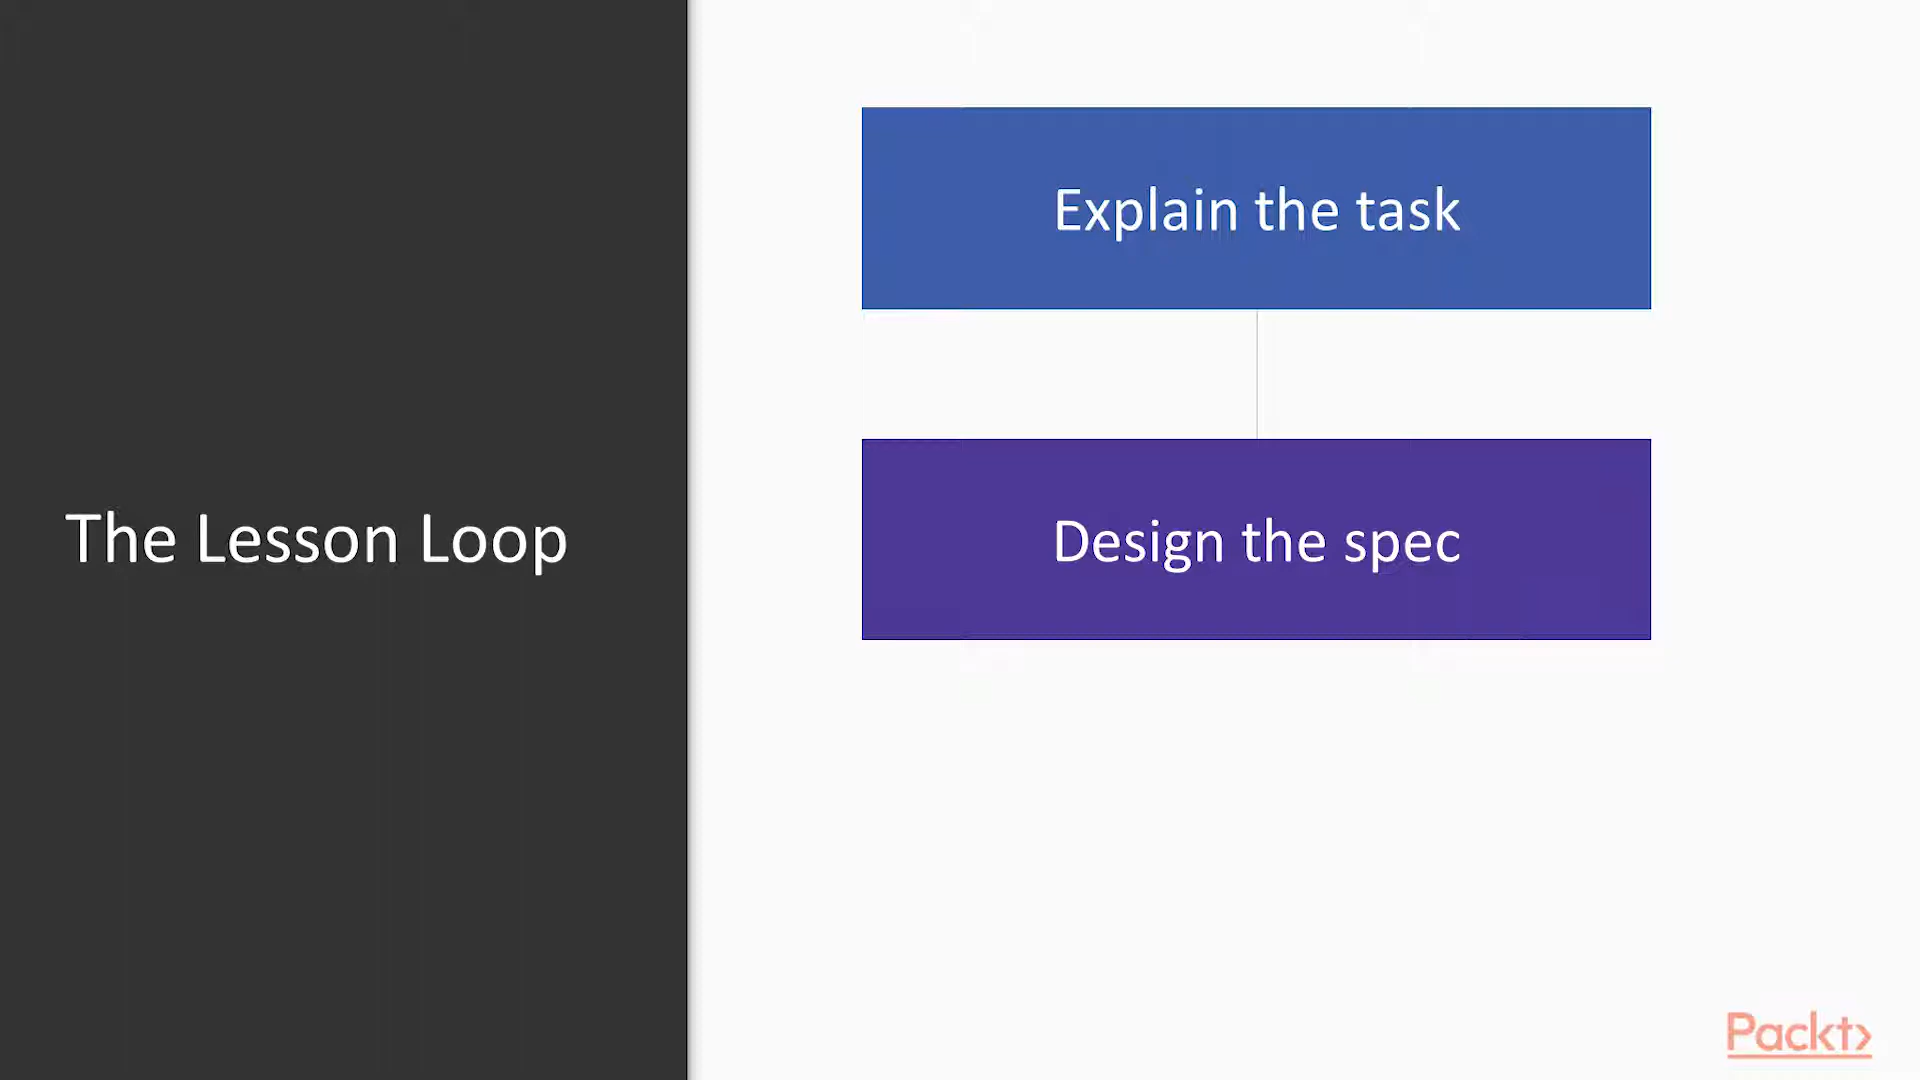 The Lesson Loop
Explain the task
Design the spec
Packt>